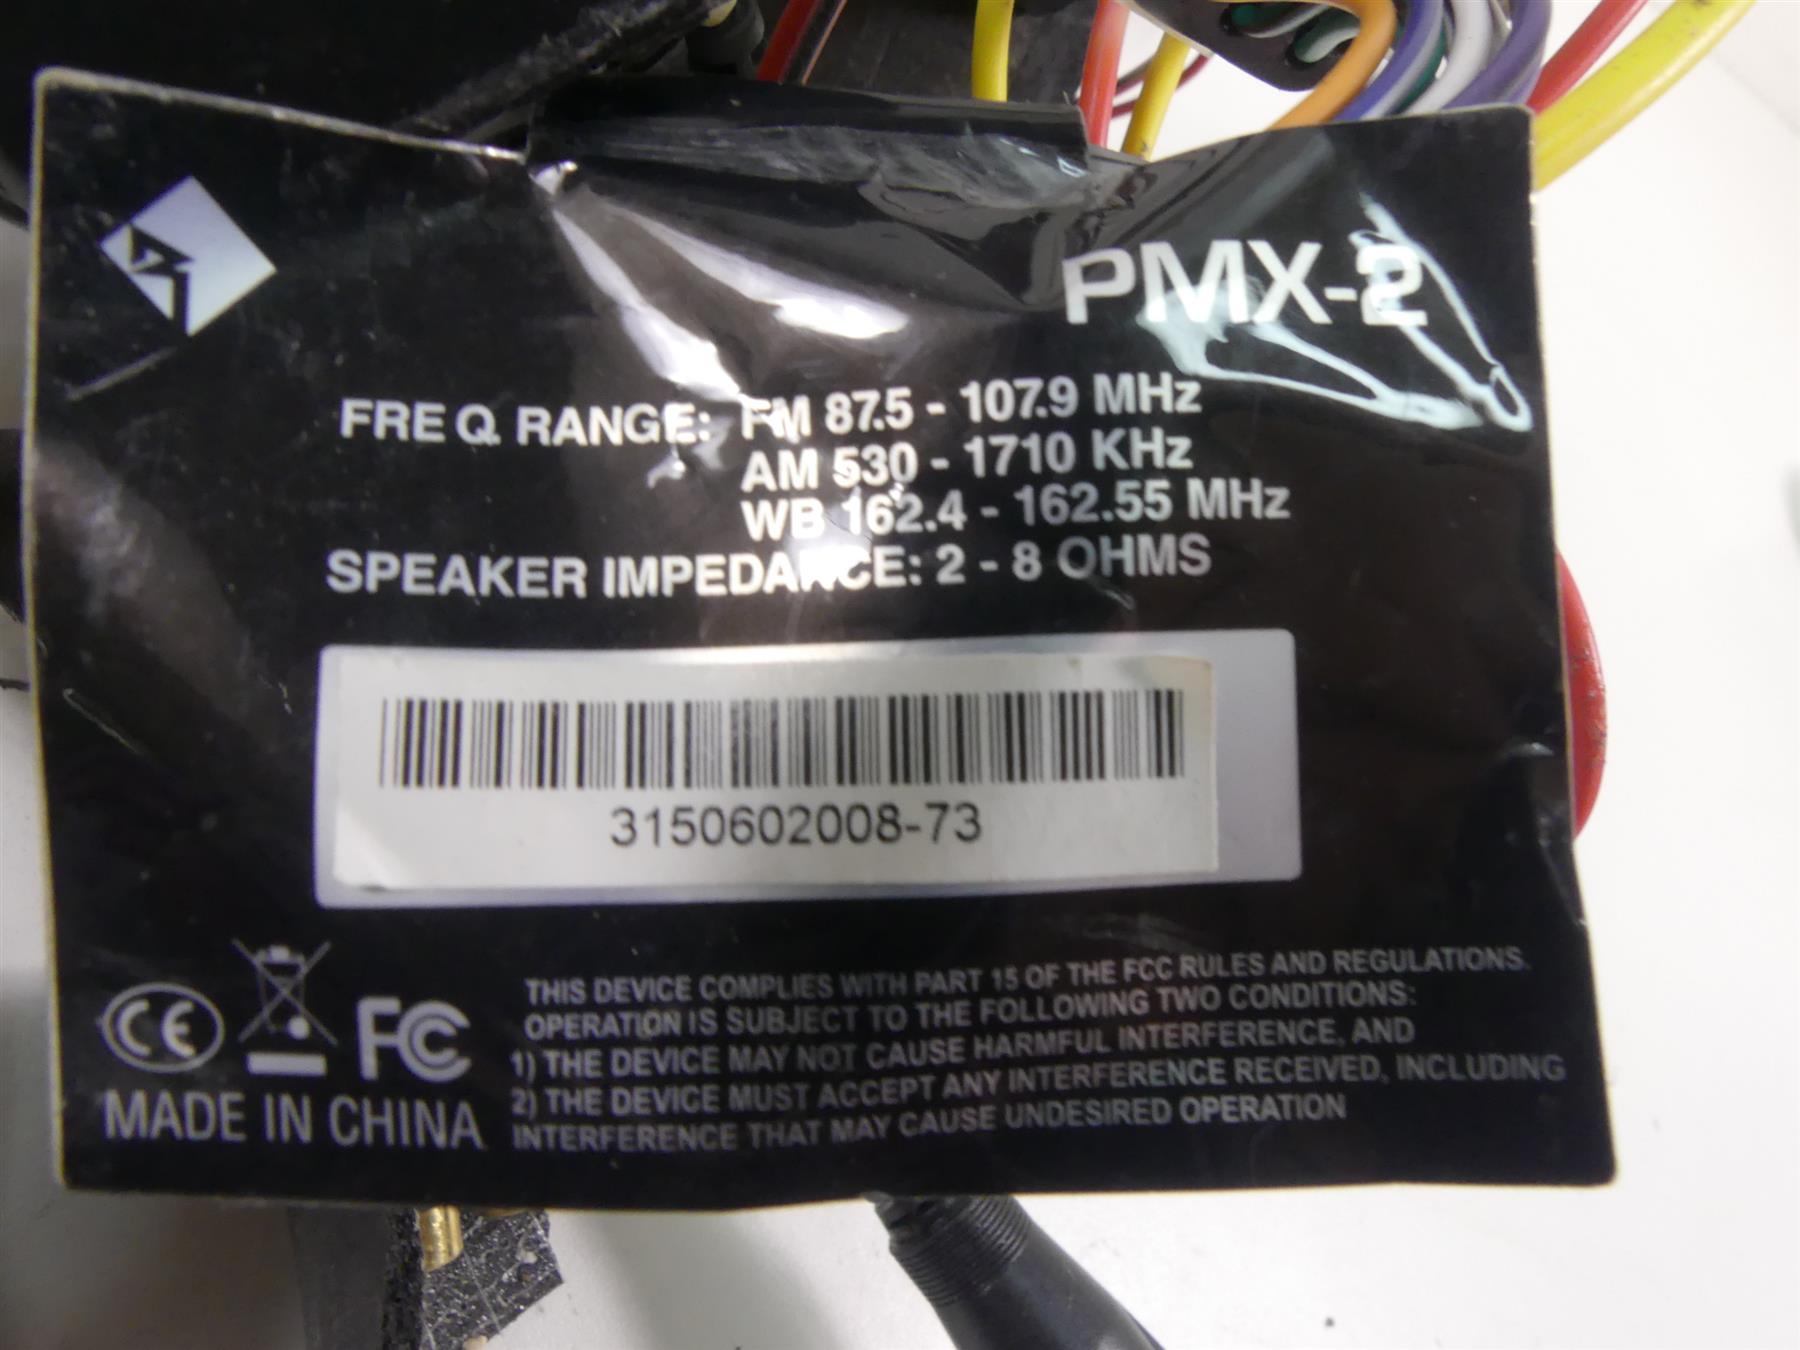 PMX-2
FREQ. RANGE: FM 87.5 - 107.9 MHz
AM 530 - 1710 KHz
WB 162.4 - 162.55 MHz
SPEAKER IMPEDANCE: 2 - 8 OHMS
3150602008-73
CE FC
MADE IN CHINA
THIS DEVICE COMPLIES WITH PART 15 OF THE FCC RULES AND REGULATIONS.
OPERATION IS SUBJECT TO THE FOLLOWING TWO CONDITIONS:
1) THE DEVICE MAY NOT CAUSE HARMFUL INTERFERENCE, AND
2) THE DEVICE MUST ACCEPT ANY INTERFERENCE RECEIVED, INCLUDING
INTERFERENCE THAT MAY CAUSE UNDESIRED OPERATION